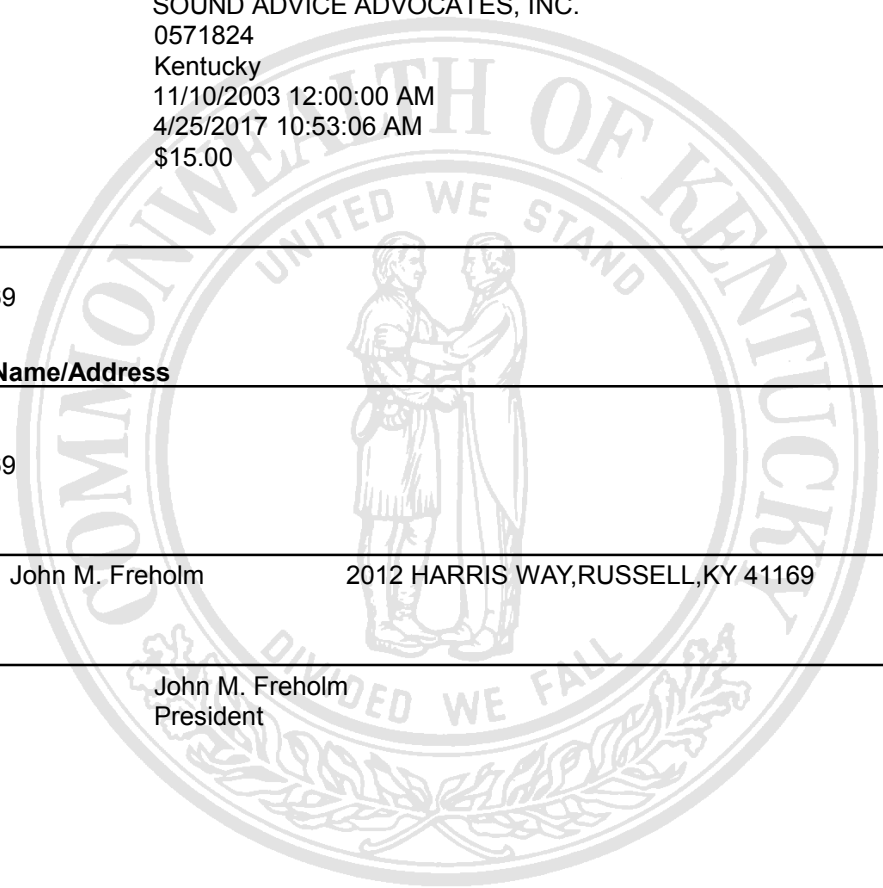 SOUND ADVICE ADVOCATES, INC.
0571824
Kentucky
11/10/2003 12:00:00 AM
4/25/2017 10:53:06 AM
$15.00
COMMONWEALTH OF KENTUCKY
UNITED WE STAND
Name/Address
John M. Freholm 2012 HARRIS WAY,RUSSELL,KY 41169
DIVIDED WE FALL
John M. Freholm
President